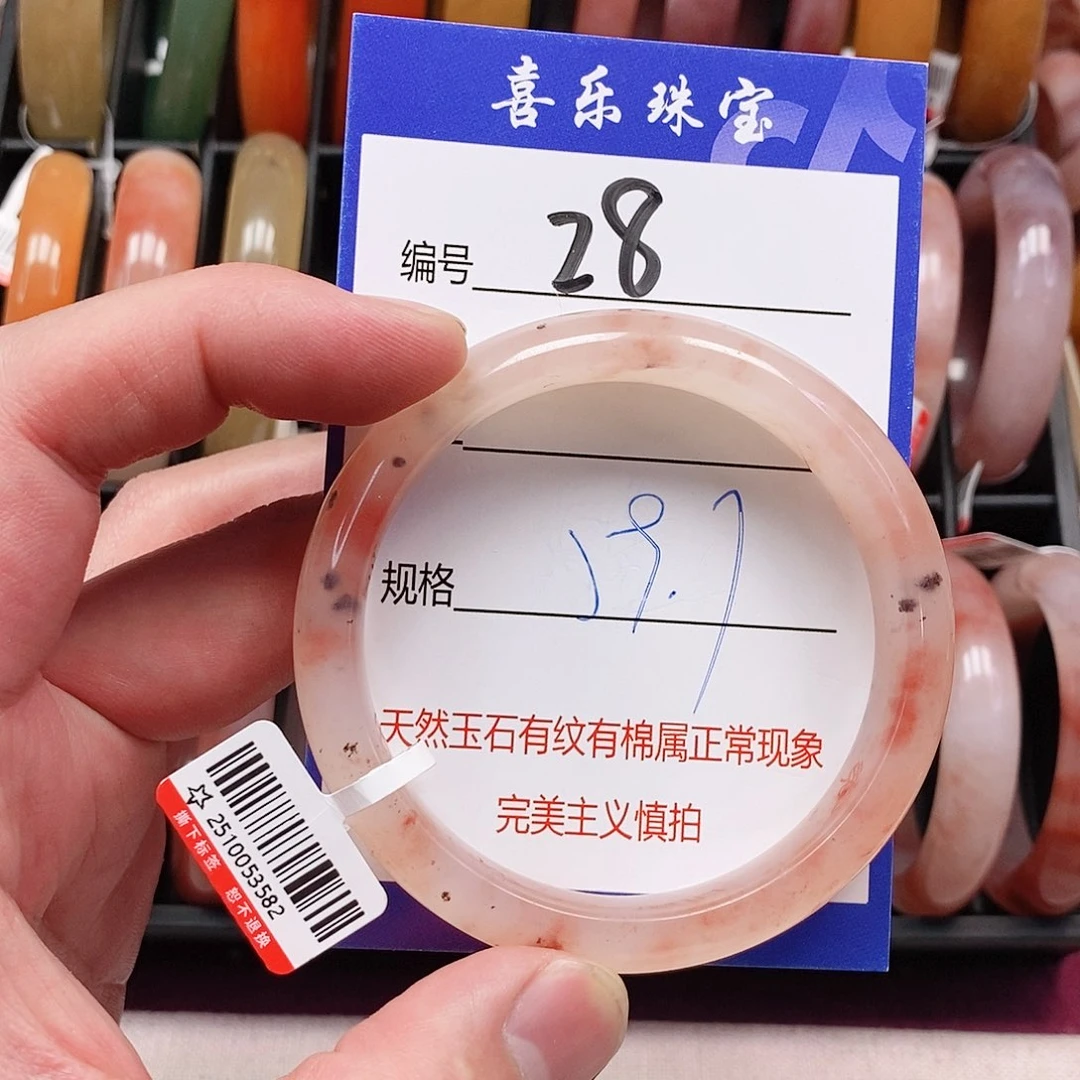 喜乐珠宝
编号 28
规格 59.7
天然玉石有纹有棉属正常现象
完美主义慎拍
2510053582
撕下标签 恕不退换